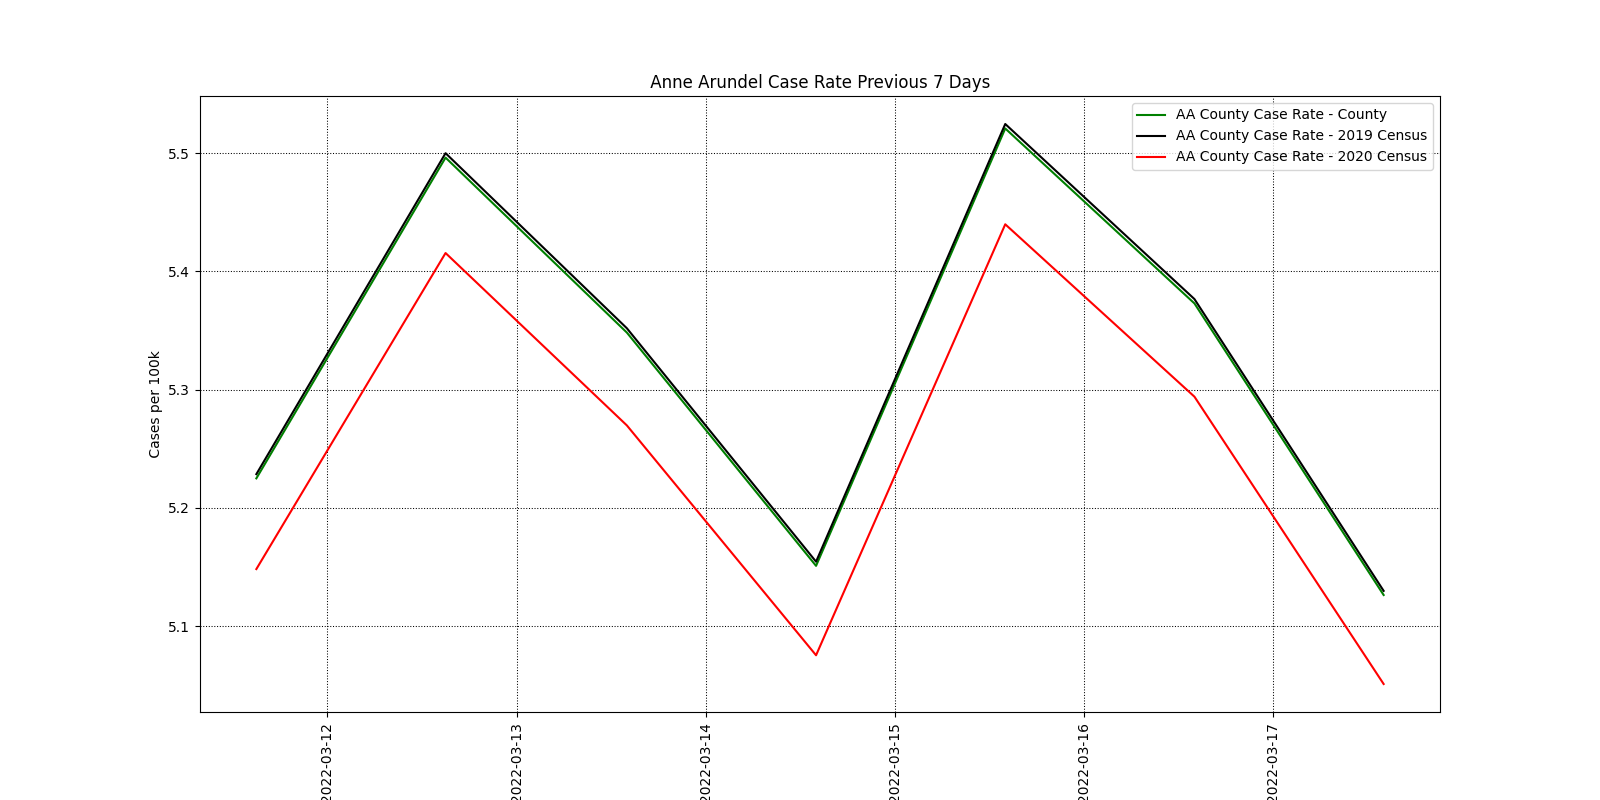 Anne Arundel Case Rate Previous 7 Days
AA County Case Rate - County
AA County Case Rate - 2019 Census
AA County Case Rate - 2020 Census
Cases per 100k
5.5
5.4
5.3
5.2
5.1
2022-03-12
2022-03-13
2022-03-14
2022-03-15
2022-03-16
2022-03-17